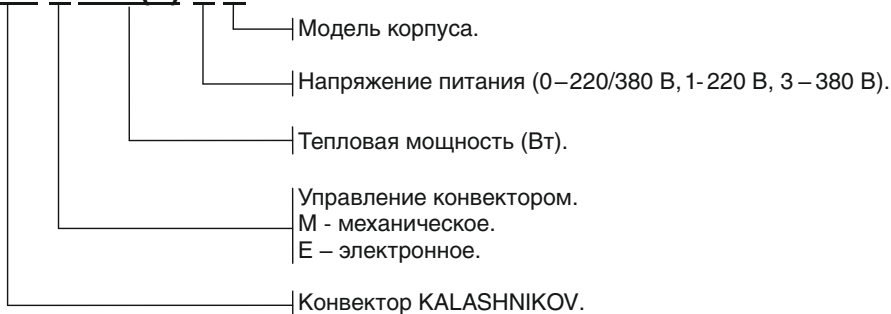 Модель корпуса.
Напряжение питания (0–220/380 В, 1- 220 В, 3 – 380 В).
Тепловая мощность (Вт).
Управление конвектором.
М - механическое.
Е – электронное.
Конвектор KALASHNIKOV.